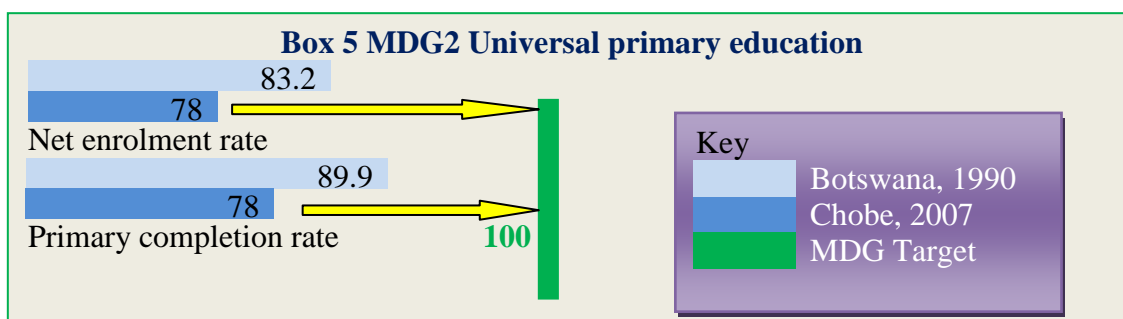 Box 5 MDG2 Universal primary education
83.2
78
Net enrolment rate
89.9
78
Primary completion rate
100
Key
Botswana, 1990
Chobe, 2007
MDG Target